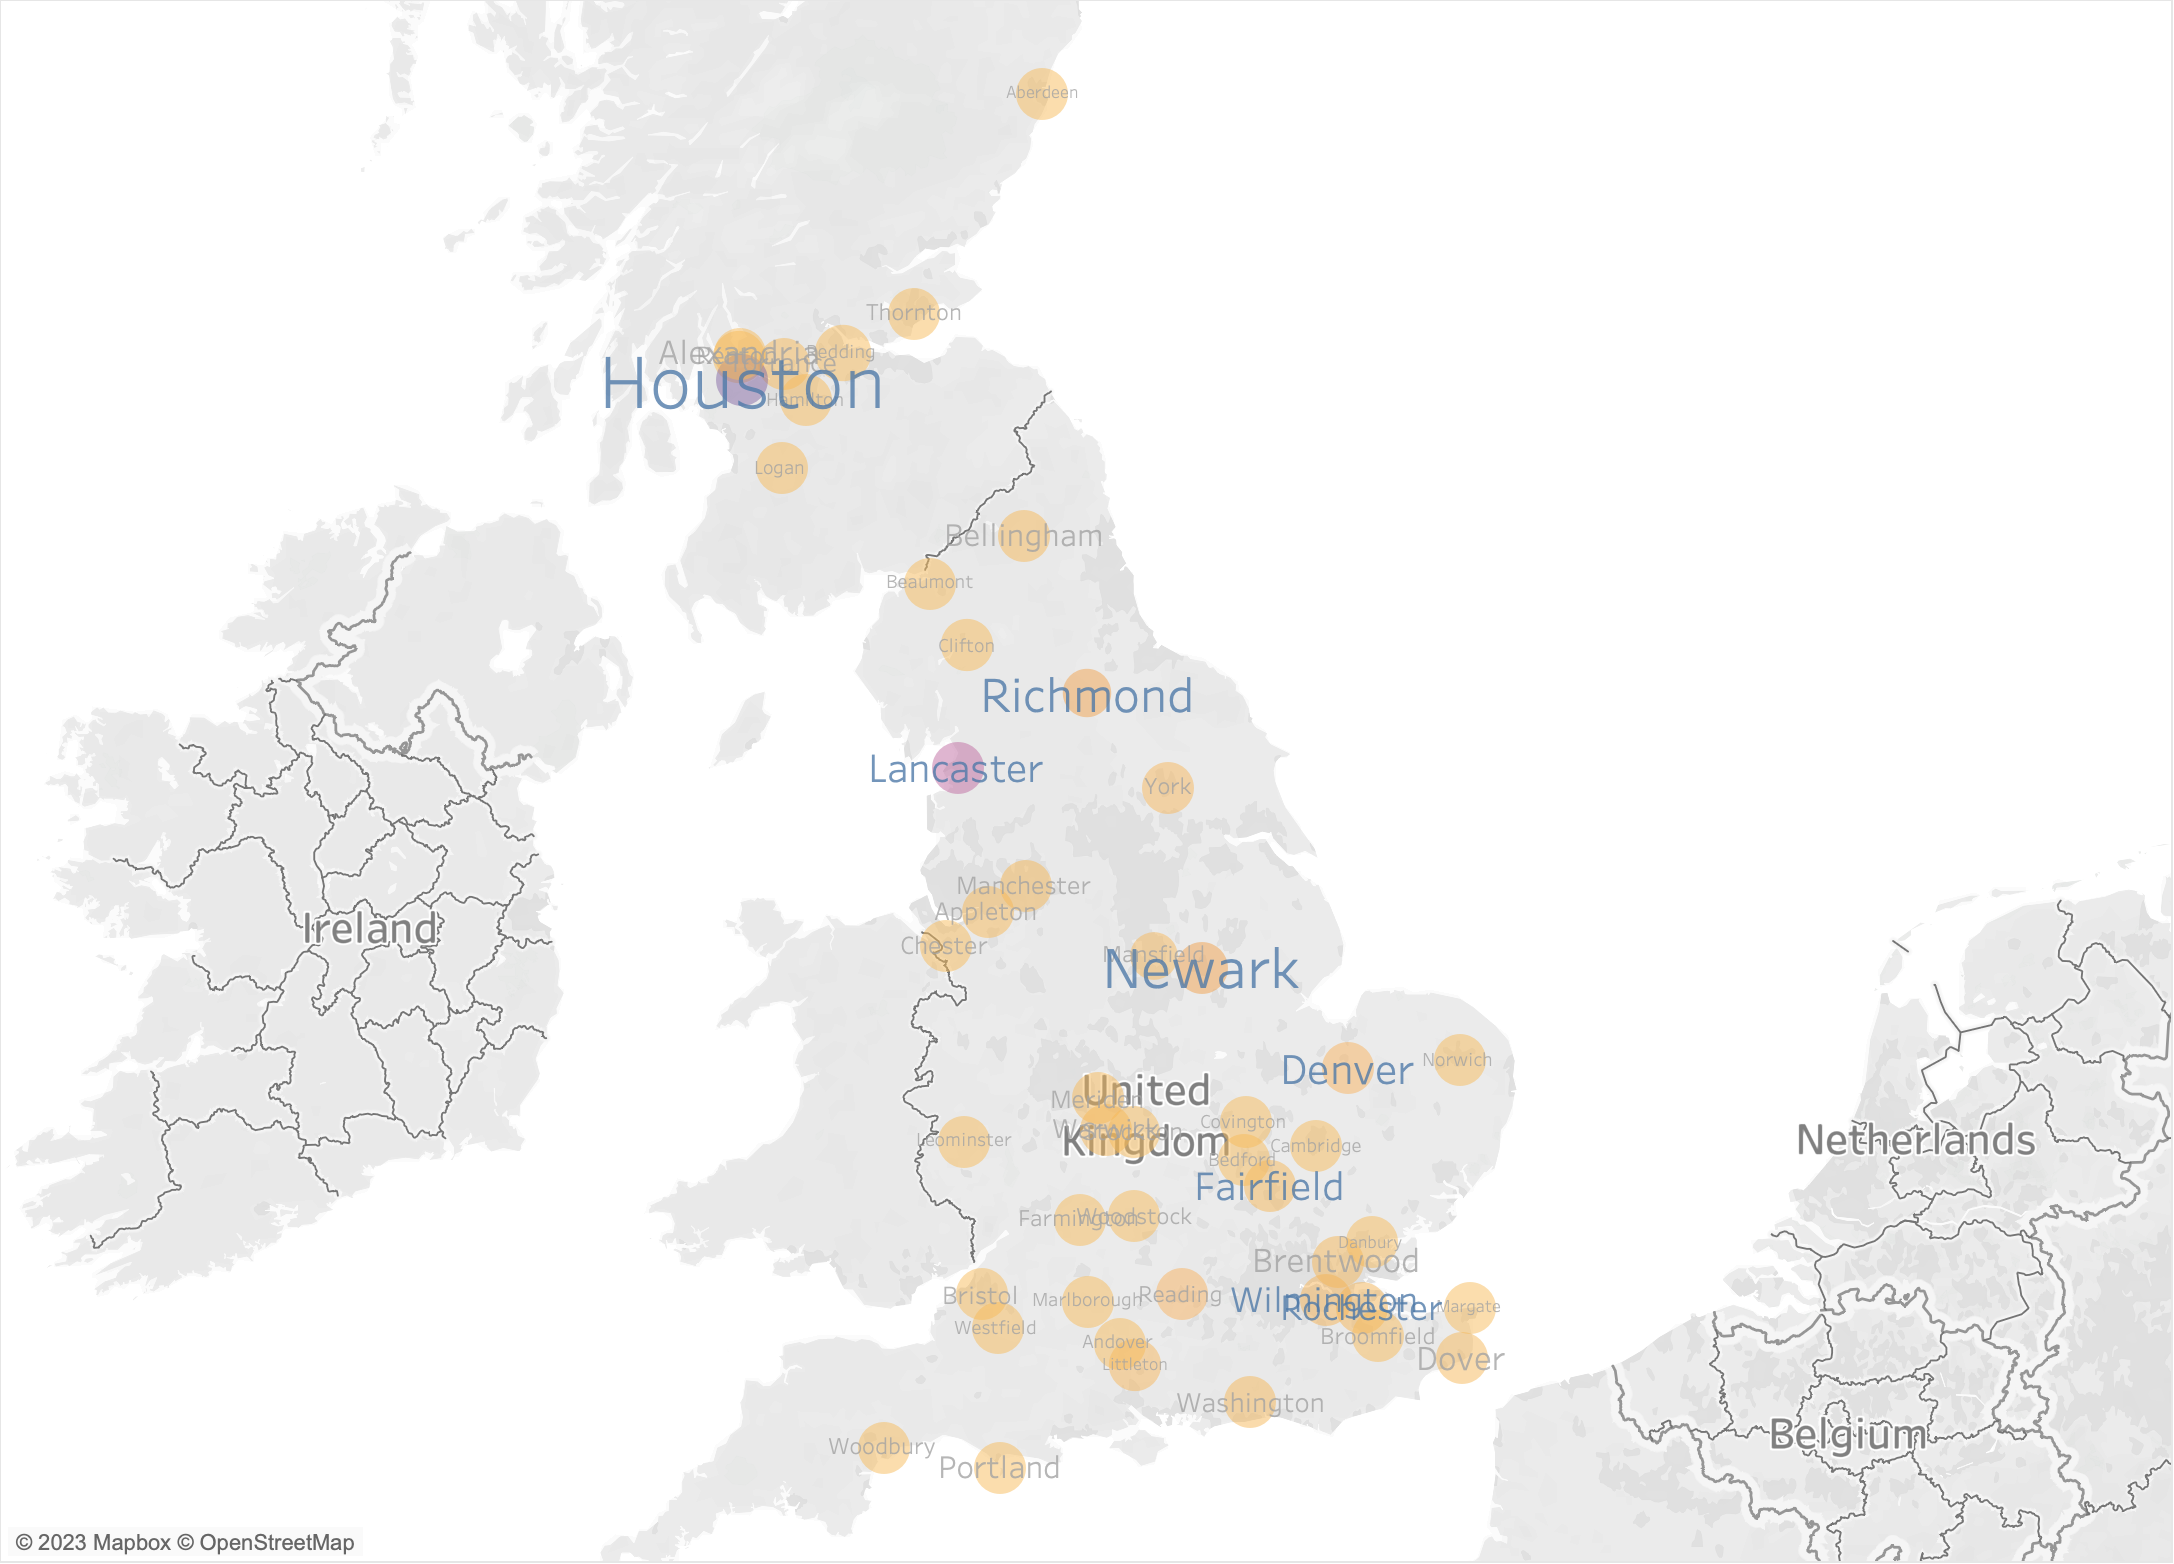 Aberdeen
Thornton
Alexandria
Redding
Houston
Hamilton
Logan
Bellingham
Beaumont
Clifton
Richmond
Lancaster
York
Manchester
Appleton
Ireland
Chester
Mansfield
Newark
Norwich
Denver
United
Kingdom
Meriden
Warwick
Covington
Leominster
Cambridge
Netherlands
Bedford
Fairfield
Farmington
Woodstock
Danbury
Brentwood
Bristol
Marlborough
Reading
Wilmington
Rochester
Margate
Westfield
Broomfield
Andover
Littleton
Dover
Washington
Belgium
Woodbury
Portland
© 2023 Mapbox © OpenStreetMap